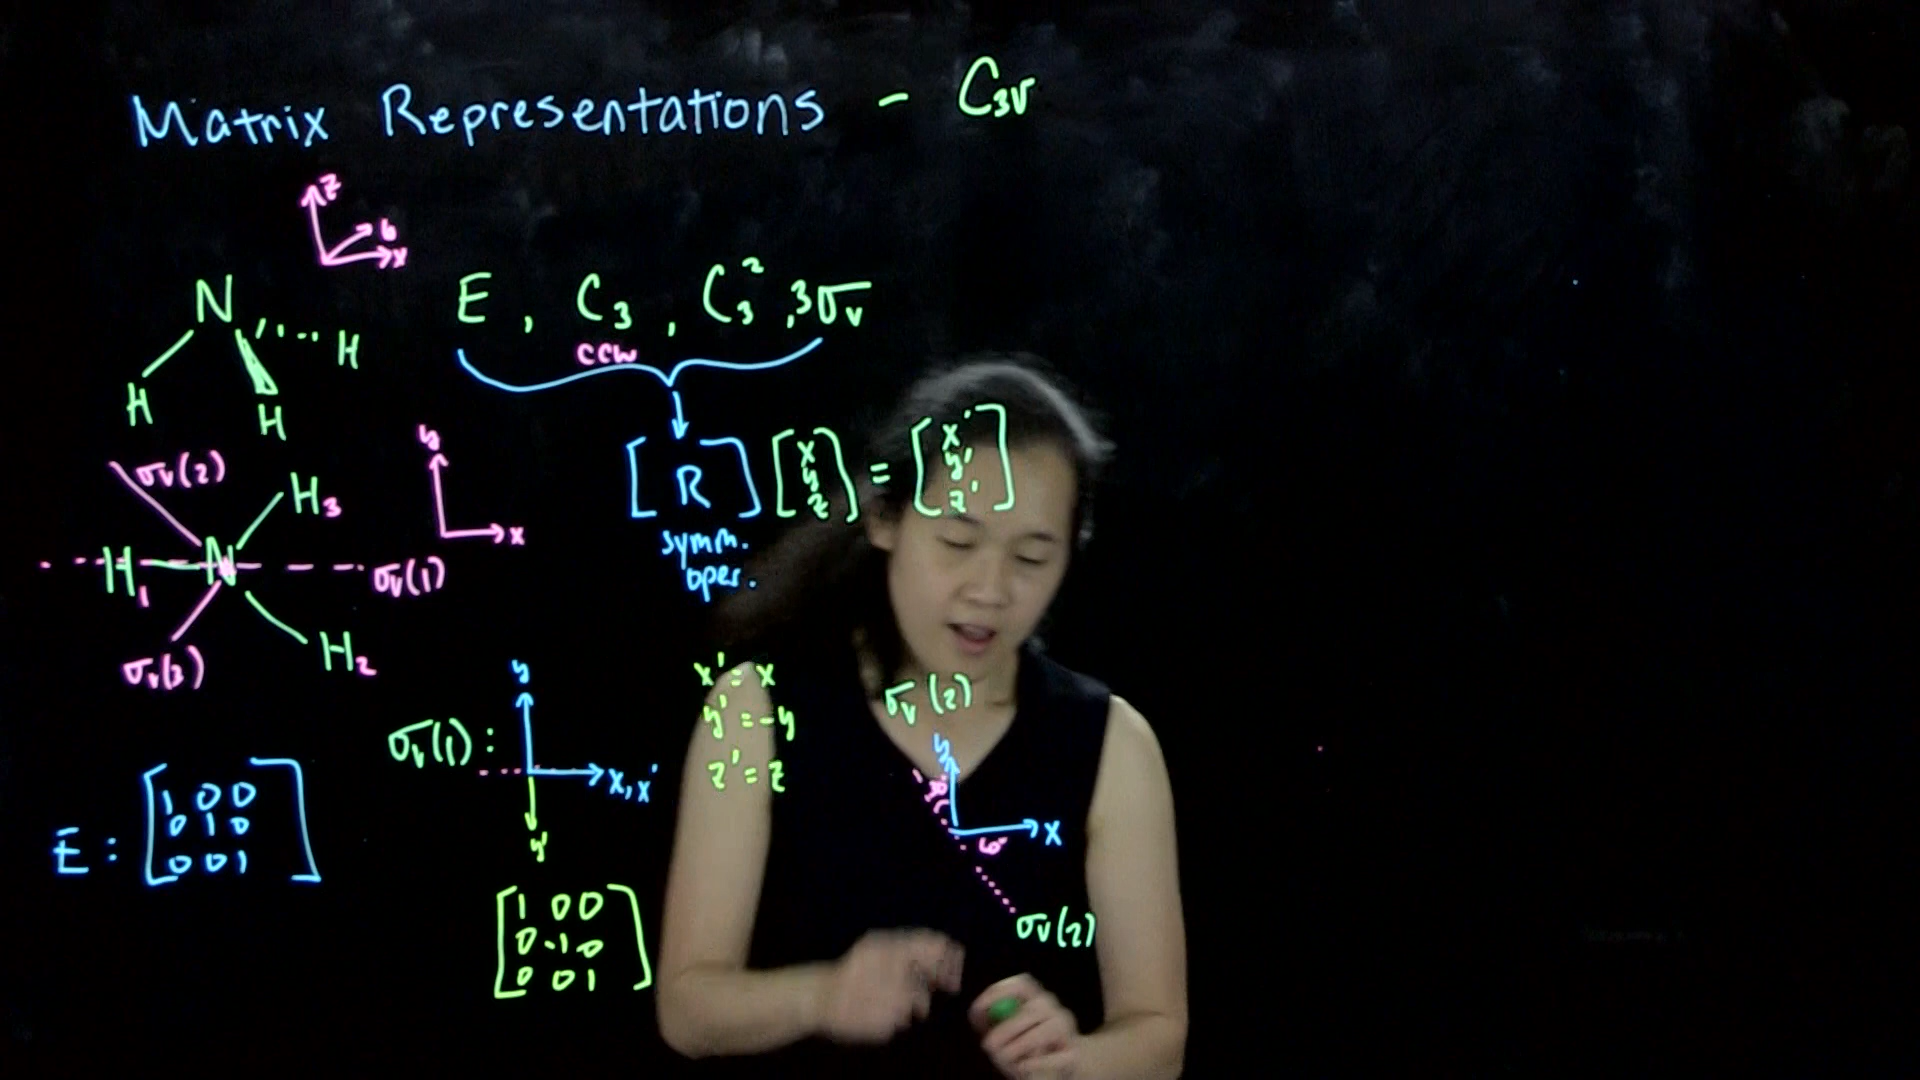 Matrix Representations - C3v
z
y
x
N
H
H
H
E, C3, C3², 3σv
CCW
[R] [x y z] = [x' y' z']
symm.
oper.
y
x
σv(2)
H3
H1
N
σv(1)
σv(3)
H2
σv(1):
y
x, x'
y'
x' = x
y' = -y
z' = z
σv(2)
y
x
σv(2)
E: [1 0 0
0 1 0
0 0 1]
[1 0 0
0 -1 0
0 0 1]